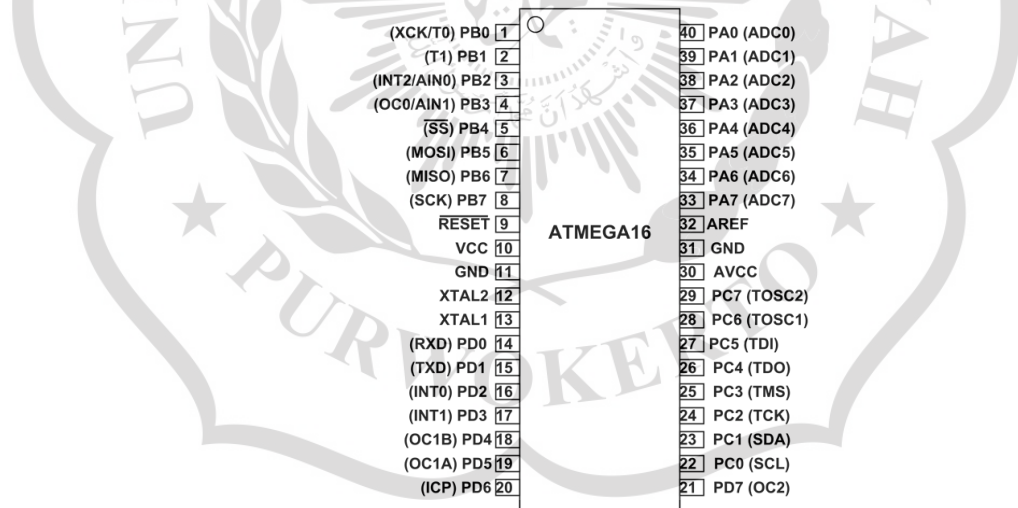 (XCK/T0) PB0 1
(T1) PB1 2
(INT2/AIN0) PB2 3
(OC0/AIN1) PB3 4
(SS) PB4 5
(MOSI) PB5 6
(MISO) PB6 7
(SCK) PB7 8
RESET 9
VCC 10
GND 11
XTAL2 12
XTAL1 13
(RXD) PD0 14
(TXD) PD1 15
(INT0) PD2 16
(INT1) PD3 17
(OC1B) PD4 18
(OC1A) PD5 19
(ICP) PD6 20
ATMEGA16
40 PA0 (ADC0)
39 PA1 (ADC1)
38 PA2 (ADC2)
37 PA3 (ADC3)
36 PA4 (ADC4)
35 PA5 (ADC5)
34 PA6 (ADC6)
33 PA7 (ADC7)
32 AREF
31 GND
30 AVCC
29 PC7 (TOSC2)
28 PC6 (TOSC1)
27 PC5 (TDI)
26 PC4 (TDO)
25 PC3 (TMS)
24 PC2 (TCK)
23 PC1 (SDA)
22 PC0 (SCL)
21 PD7 (OC2)
PURWOKERTO